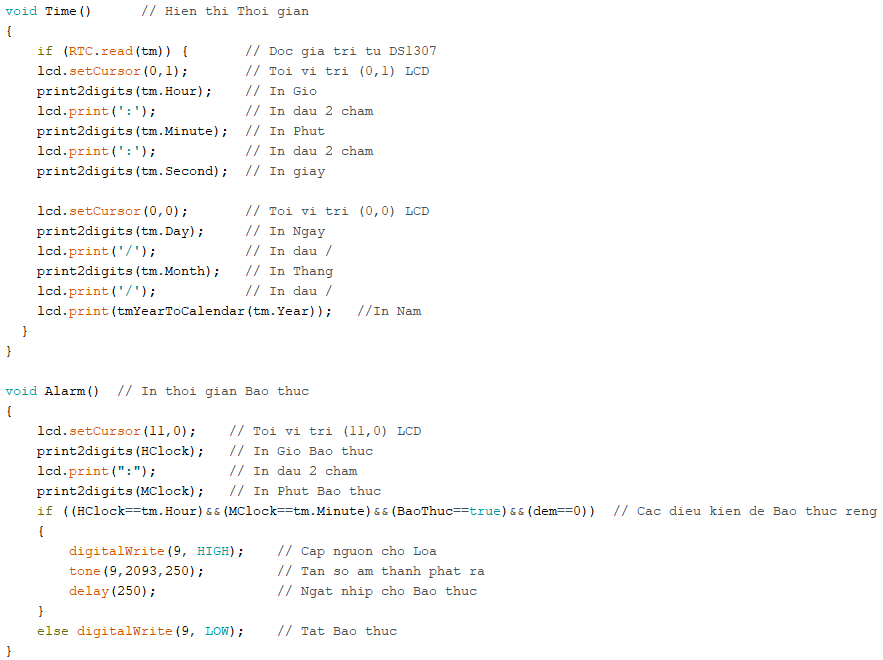 void Time()      // Hien thi Thoi gian
{
    if (RTC.read(tm)) {       // Doc gia tri tu DS1307
    lcd.setCursor(0,1);       // Toi vi tri (0,1) LCD
    print2digits(tm.Hour);    // In Gio
    lcd.print(':');           // In dau 2 cham
    print2digits(tm.Minute);  // In Phut
    lcd.print(':');           // In dau 2 cham
    print2digits(tm.Second);  // In giay

    lcd.setCursor(0,0);       // Toi vi tri (0,0) LCD
    print2digits(tm.Day);     // In Ngay
    lcd.print('/');           // In dau /
    print2digits(tm.Month);   // In Thang
    lcd.print('/');           // In dau /
    lcd.print(tmYearToCalendar(tm.Year));   //In Nam
  }
}

void Alarm()  // In thoi gian Bao thuc
{
    lcd.setCursor(11,0);    // Toi vi tri (11,0) LCD
    print2digits(HClock);   // In Gio Bao thuc
    lcd.print(":");         // In dau 2 cham
    print2digits(MClock);   // In Phut Bao thuc
    if ((HClock==tm.Hour)&&(MClock==tm.Minute)&&(BaoThuc==true)&&(dem==0))  // Cac dieu kien de Bao thuc reng
    {
        digitalWrite(9, HIGH);    // Cap nguon cho Loa
        tone(9,2093,250);         // Tan so am thanh phat ra
        delay(250);               // Ngat nhip cho Bao thuc
    }
    else digitalWrite(9, LOW);    // Tat Bao thuc
}